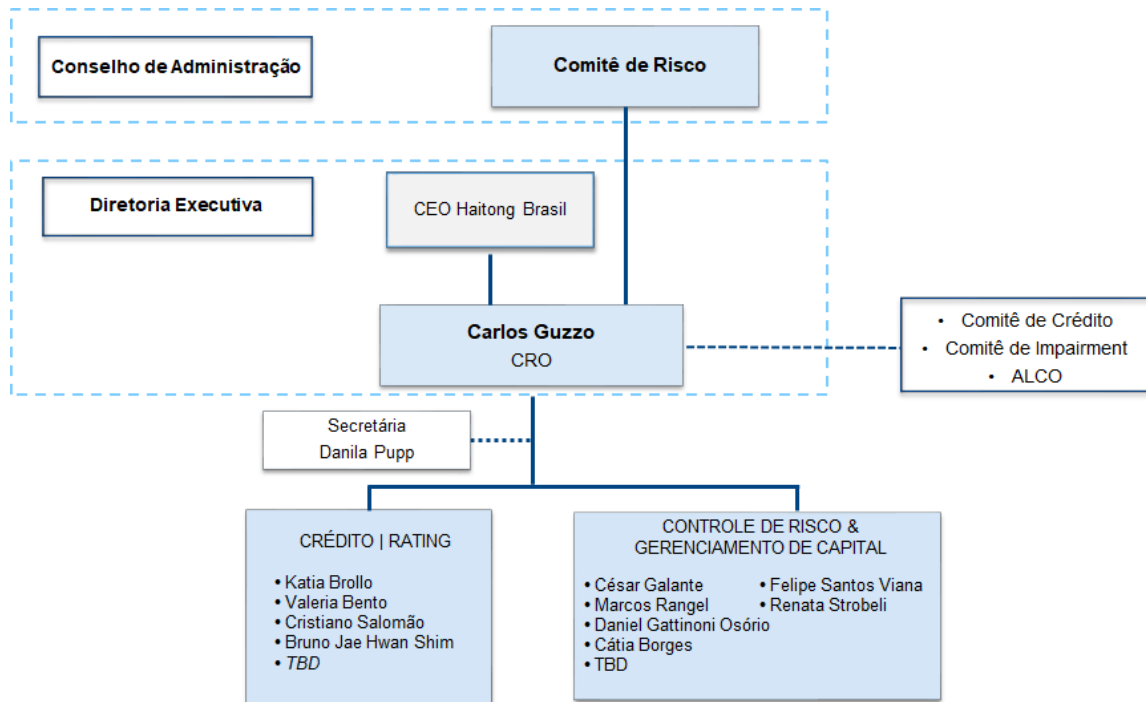 Conselho de Administração
Comitê de Risco
Diretoria Executiva
CEO Haitong Brasil
Carlos Guzzo
CRO
• Comitê de Crédito
• Comitê de Impairment
• ALCO
Secretária
Danila Pupp
CRÉDITO | RATING
• Katia Brollo
• Valeria Bento
• Cristiano Salomão
• Bruno Jae Hwan Shim
• TBD
CONTROLE DE RISCO &
GERENCIAMENTO DE CAPITAL
• César Galante
• Marcos Rangel
• Daniel Gattinoni Osório
• Cátia Borges
• TBD
• Felipe Santos Viana
• Renata Strobeli